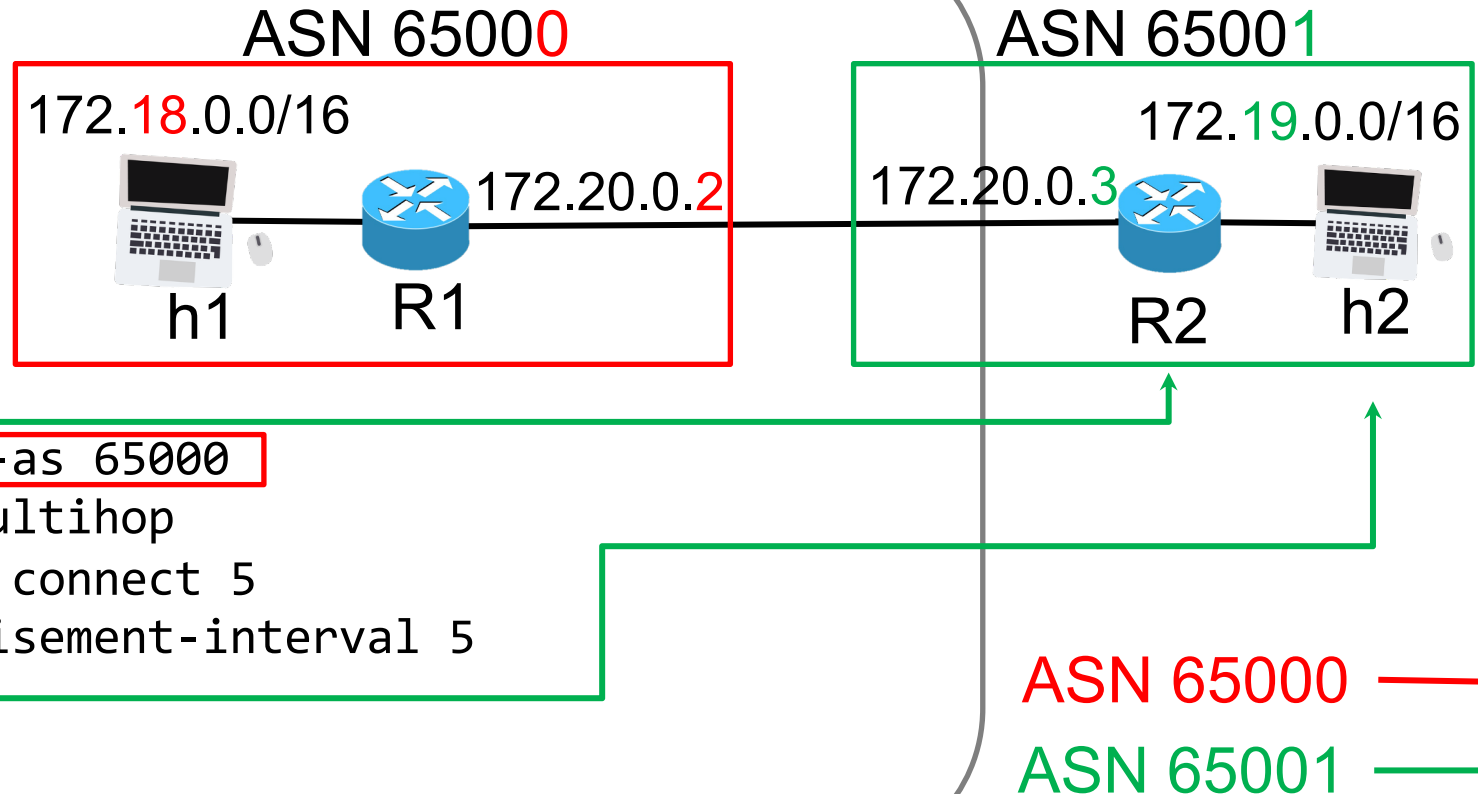 ASN 65000
ASN 65001
172.18.0.0/16
172.19.0.0/16
172.20.0.2
172.20.0.3
h1
R1
R2
h2
-as 65000
ultihop
connect 5
isement-interval 5
ASN 65000
ASN 65001